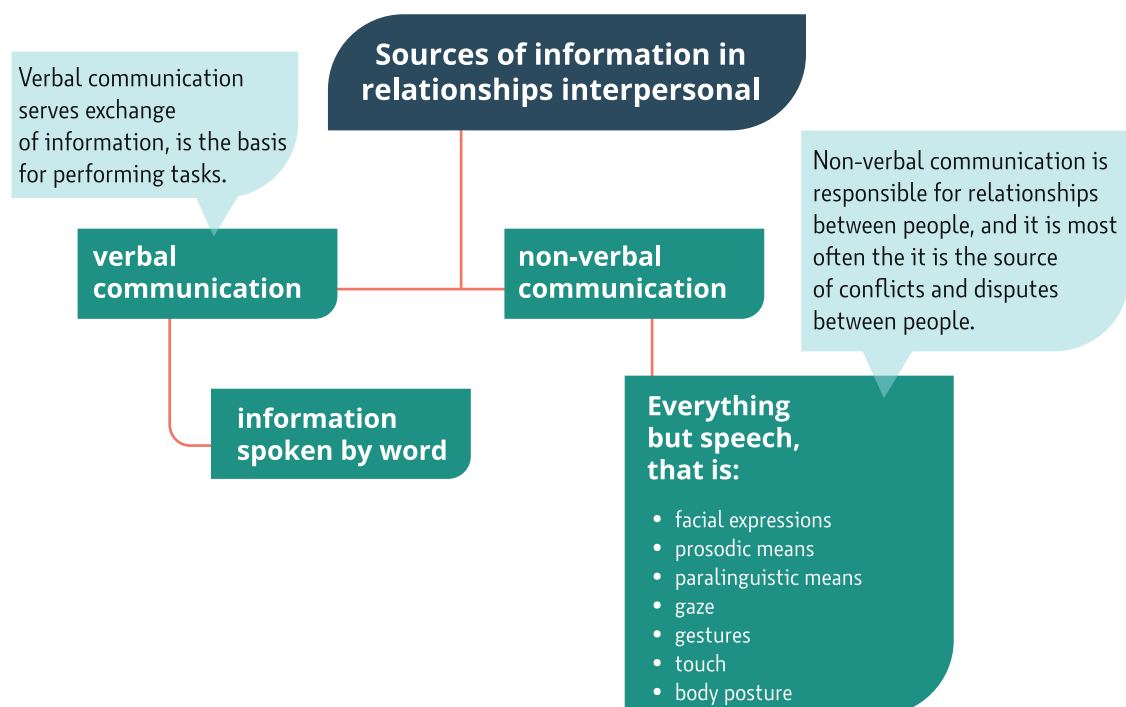 Sources of information in
relationships interpersonal
Verbal communication
serves exchange
of information, is the basis
for performing tasks.
Non-verbal communication is
responsible for relationships
between people, and it is most
often the it is the source
of conflicts and disputes
between people.
verbal
communication
non-verbal
communication
information
spoken by word
Everything
but speech,
that is:
• facial expressions
• prosodic means
• paralinguistic means
• gaze
• gestures
• touch
• body posture